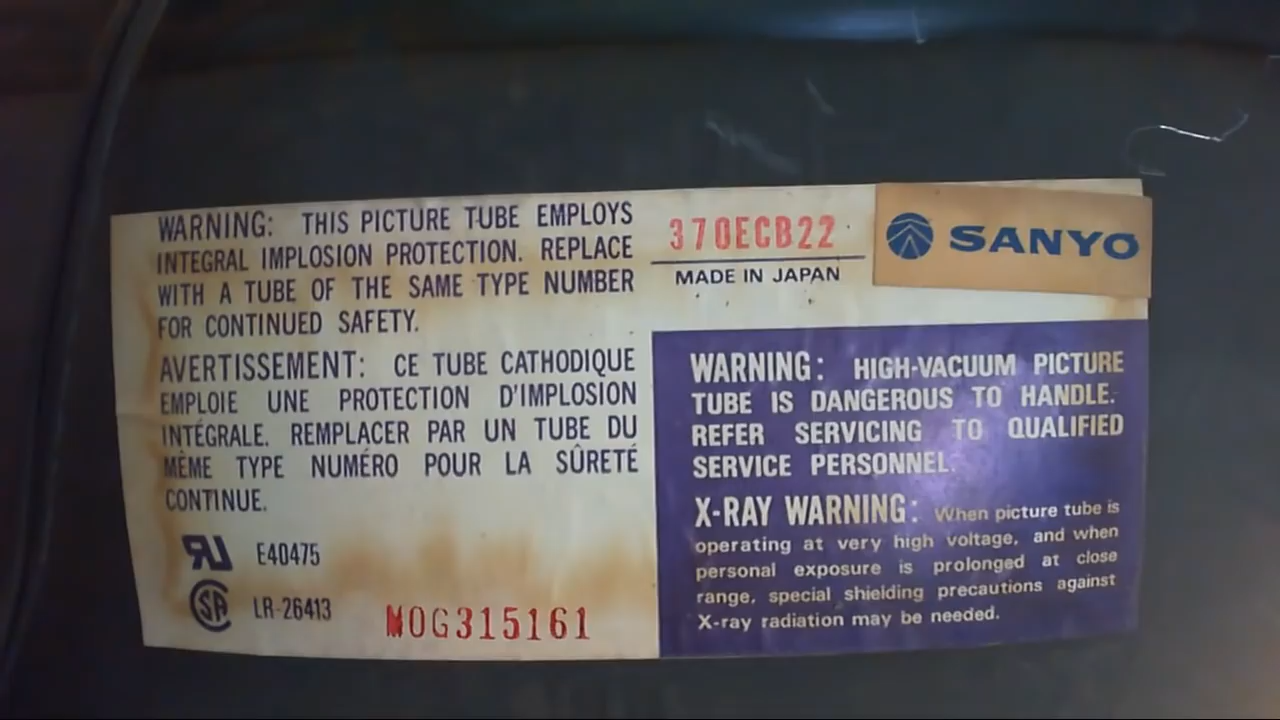 WARNING: THIS PICTURE TUBE EMPLOYS
INTEGRAL IMPLOSION PROTECTION. REPLACE
WITH A TUBE OF THE SAME TYPE NUMBER
FOR CONTINUED SAFETY.
AVERTISSEMENT: CE TUBE CATHODIQUE
EMPLOIE UNE PROTECTION D'IMPLOSION
INTÉGRALE. REMPLACER PAR UN TUBE DU
MÊME TYPE NUMÉRO POUR LA SÛRETÉ
CONTINUE.
RU E40475
SA LR-26413
MOG315161
370ECB22
MADE IN JAPAN
SANYO
WARNING: HIGH-VACUUM PICTURE
TUBE IS DANGEROUS TO HANDLE.
REFER SERVICING TO QUALIFIED
SERVICE PERSONNEL.
X-RAY WARNING: When picture tube is
operating at very high voltage, and when
personal exposure is prolonged at close
range, special shielding precautions against
X-ray radiation may be needed.